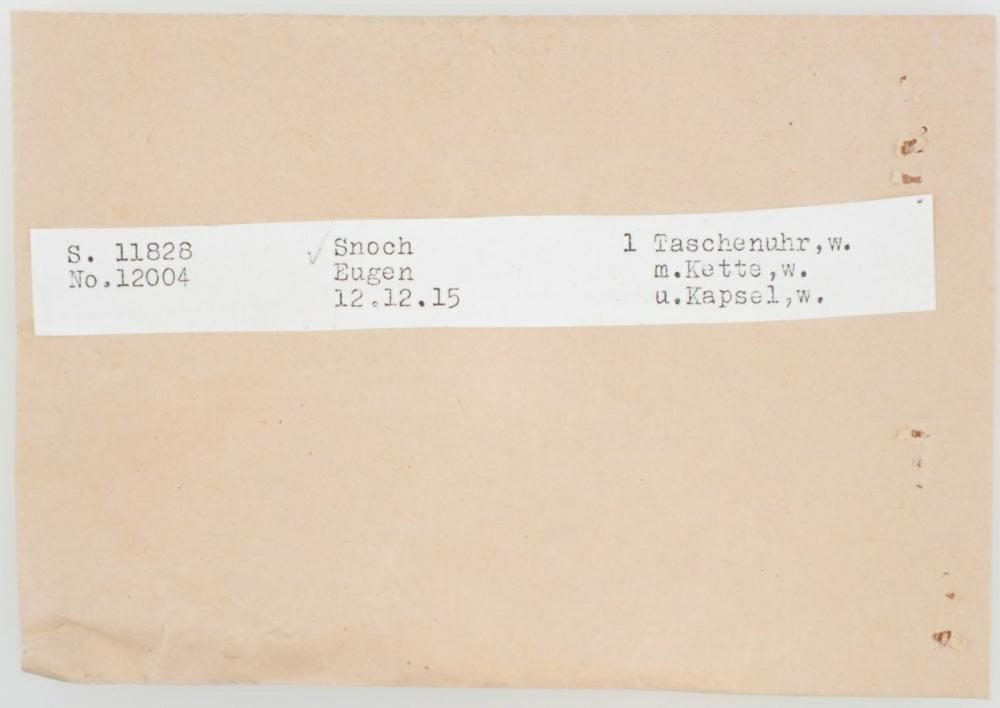 S. 11828 Snoch 1 Taschenuhr,w.
No.12004 Eugen m.Kette,w.
12.12.15 u.Kapsel,w.